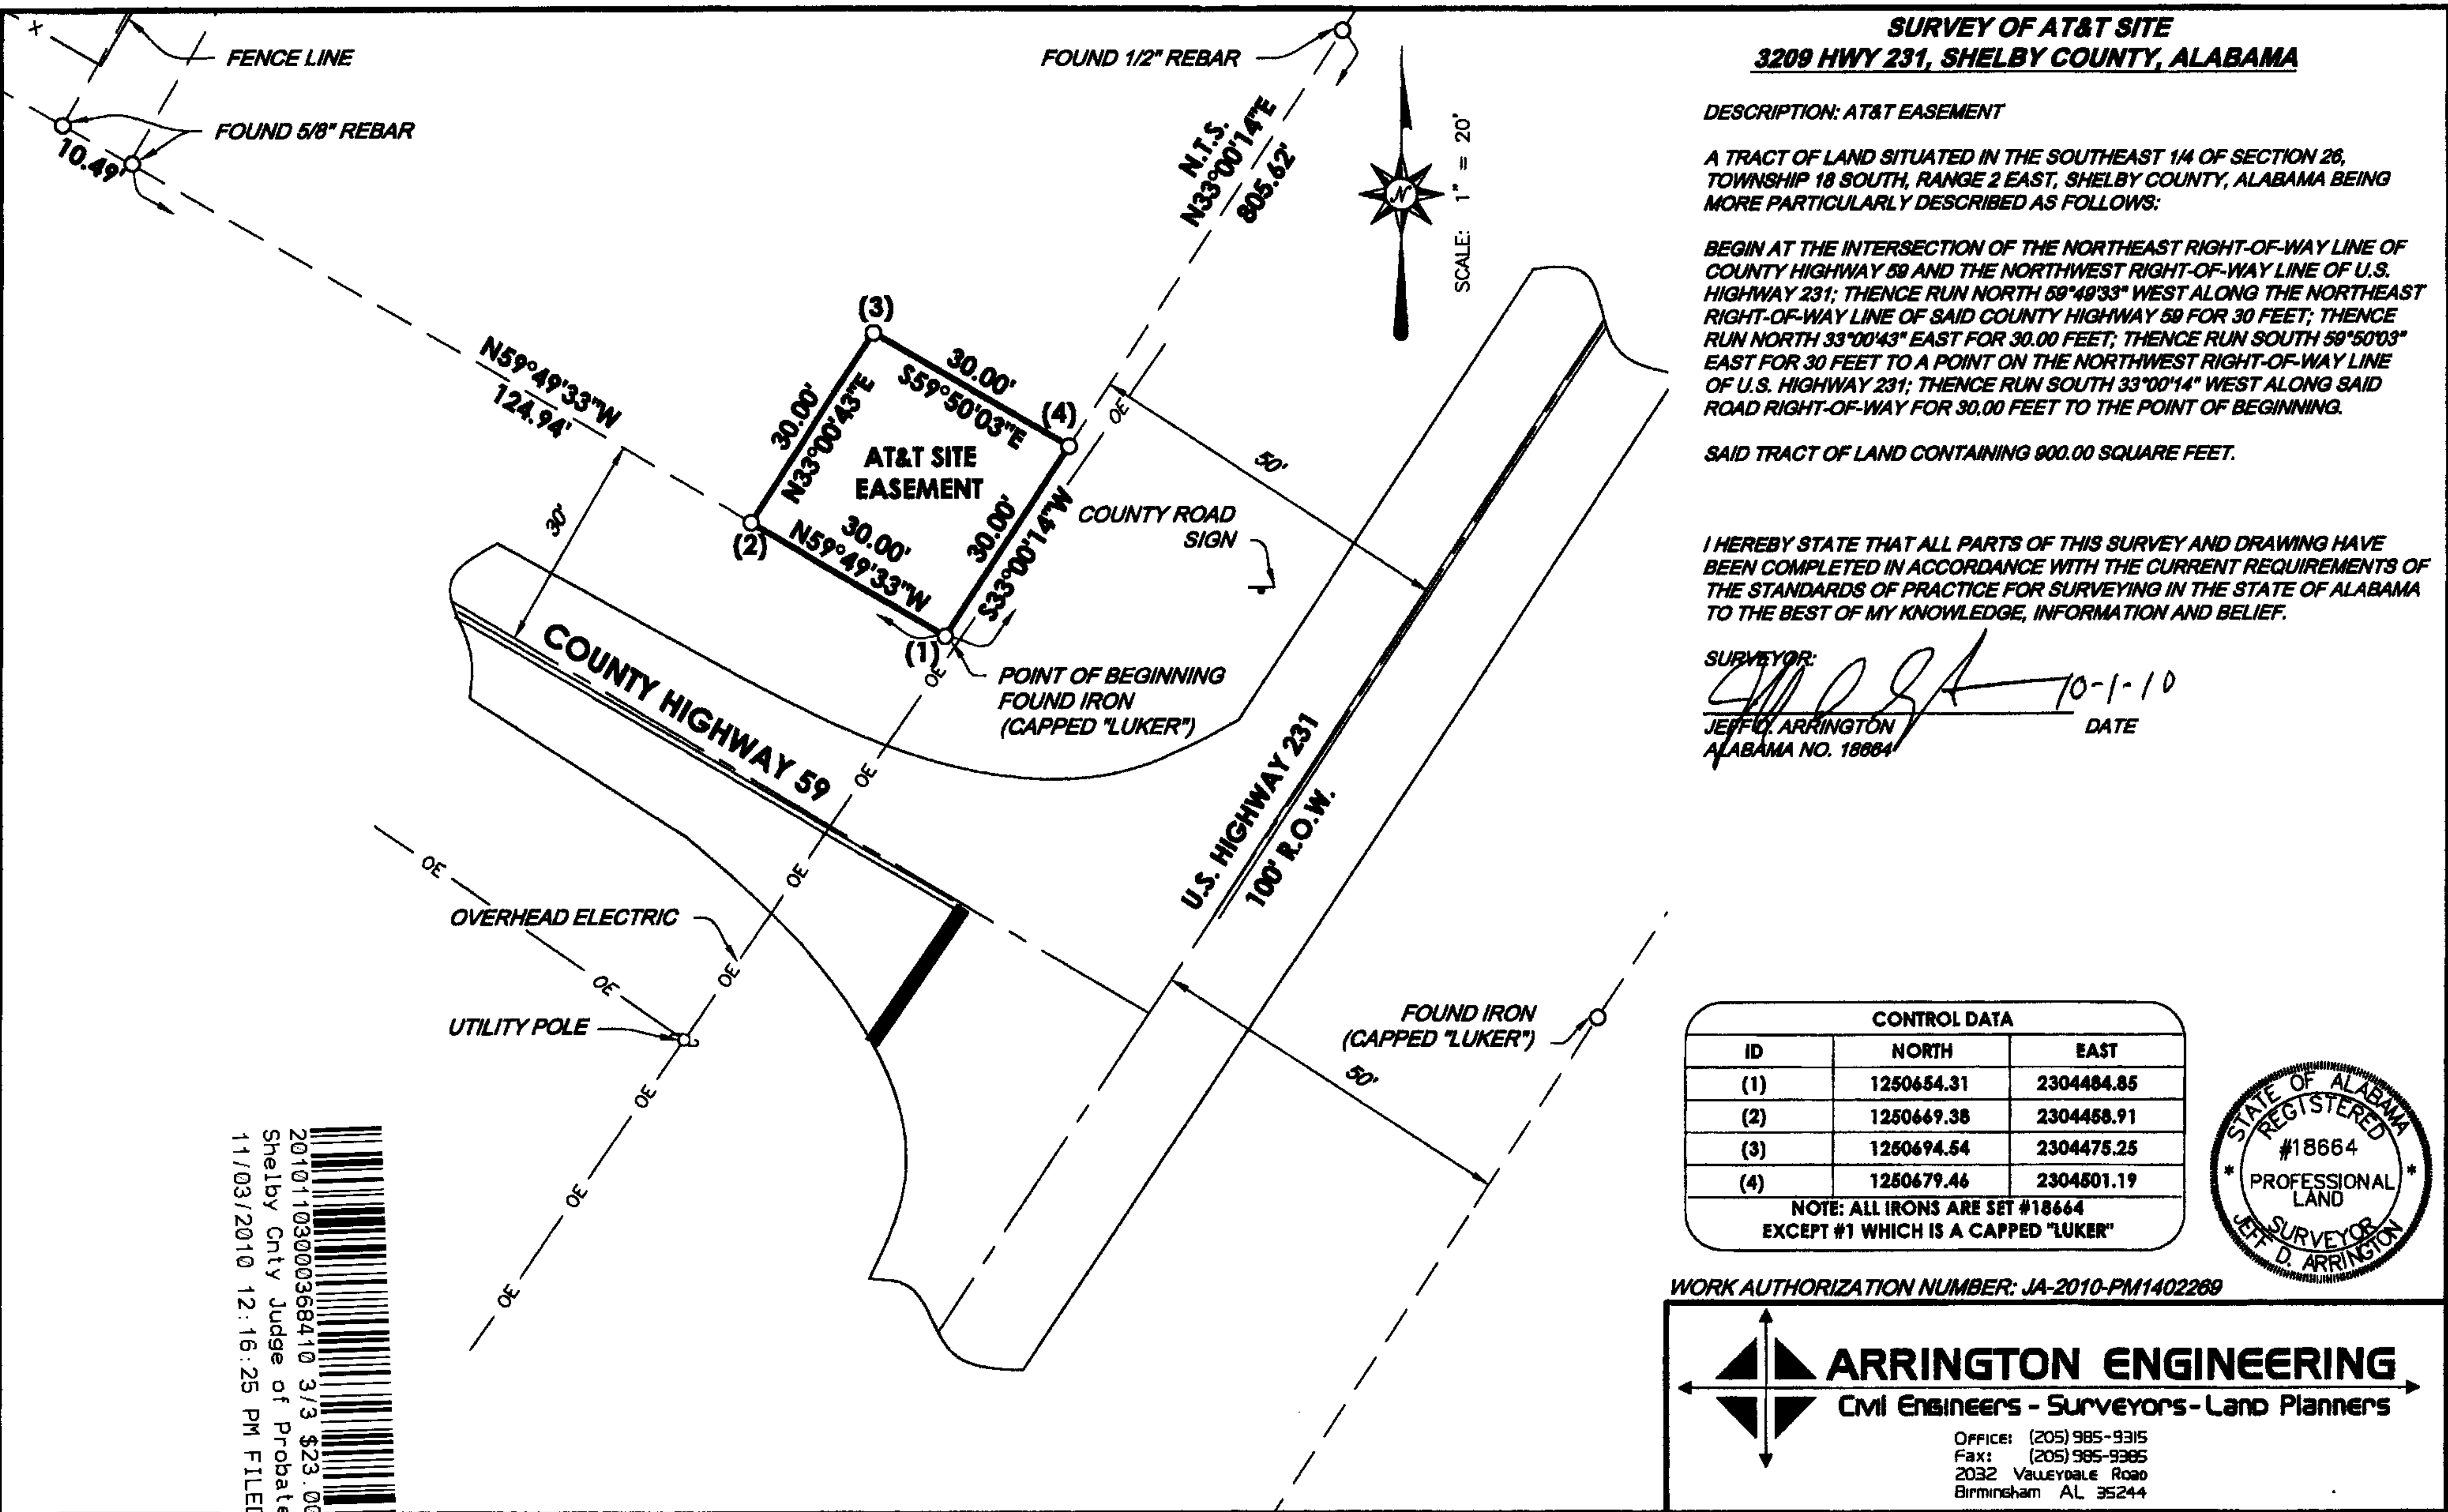 SURVEY OF AT&T SITE
3209 HWY 231, SHELBY COUNTY, ALABAMA
DESCRIPTION: AT&T EASEMENT
A TRACT OF LAND SITUATED IN THE SOUTHEAST 1/4 OF SECTION 26,
TOWNSHIP 18 SOUTH, RANGE 2 EAST, SHELBY COUNTY, ALABAMA BEING
MORE PARTICULARLY DESCRIBED AS FOLLOWS:
BEGIN AT THE INTERSECTION OF THE NORTHEAST RIGHT-OF-WAY LINE OF
COUNTY HIGHWAY 59 AND THE NORTHWEST RIGHT-OF-WAY LINE OF U.S.
HIGHWAY 231; THENCE RUN NORTH 59°49'33" WEST ALONG THE NORTHEAST
RIGHT-OF-WAY LINE OF SAID COUNTY HIGHWAY 59 FOR 30 FEET; THENCE
RUN NORTH 33°00'43" EAST FOR 30.00 FEET; THENCE RUN SOUTH 59°50'03"
EAST FOR 30 FEET TO A POINT ON THE NORTHWEST RIGHT-OF-WAY LINE
OF U.S. HIGHWAY 231; THENCE RUN SOUTH 33°00'14" WEST ALONG SAID
ROAD RIGHT-OF-WAY FOR 30.00 FEET TO THE POINT OF BEGINNING.
SAID TRACT OF LAND CONTAINING 900.00 SQUARE FEET.
I HEREBY STATE THAT ALL PARTS OF THIS SURVEY AND DRAWING HAVE
BEEN COMPLETED IN ACCORDANCE WITH THE CURRENT REQUIREMENTS OF
THE STANDARDS OF PRACTICE FOR SURVEYING IN THE STATE OF ALABAMA
TO THE BEST OF MY KNOWLEDGE, INFORMATION AND BELIEF.
SURVEYOR:
10-1-10
JEFF D. ARRINGTON DATE
ALABAMA NO. 18664
FENCE LINE
FOUND 5/8" REBAR
10.49'
FOUND 1/2" REBAR
N.T.S.
N33°00'14"E
805.62'
N
SCALE: 1" = 20'
N59°49'33"W
124.94'
(3)
30.00'
S59°50'03"E
(4)
30.00'
N33°00'43"E
AT&T SITE
EASEMENT
30.00'
S33°00'14"W
(2)
30.00'
N59°49'33"W
(1)
OE
50'
30'
COUNTY ROAD
SIGN
POINT OF BEGINNING
FOUND IRON
(CAPPED "LUKER")
OE
COUNTY HIGHWAY 59
OE
U.S. HIGHWAY 231
100' R.O.W.
OE
OE
OVERHEAD ELECTRIC
OE
OE
UTILITY POLE
FOUND IRON
(CAPPED "LUKER")
50'
OE
OE
OE
20101103000368410 3/3 $23.00
Shelby Cnty Judge of Probate
11/03/2010 12:16:25 PM FILED
CONTROL DATA
ID NORTH EAST
(1) 1250654.31 2304484.85
(2) 1250669.38 2304458.91
(3) 1250694.54 2304475.25
(4) 1250679.46 2304501.19
NOTE: ALL IRONS ARE SET #18664
EXCEPT #1 WHICH IS A CAPPED "LUKER"
STATE OF ALABAMA
REGISTERED
#18664
PROFESSIONAL
LAND
SURVEYOR
JEFF D. ARRINGTON
WORK AUTHORIZATION NUMBER: JA-2010-PM1402269
ARRINGTON ENGINEERING
Civil Engineers - Surveyors - Land Planners
Office: (205) 985-9315
Fax: (205) 985-9385
2032 Valleydale Road
Birmingham AL 35244